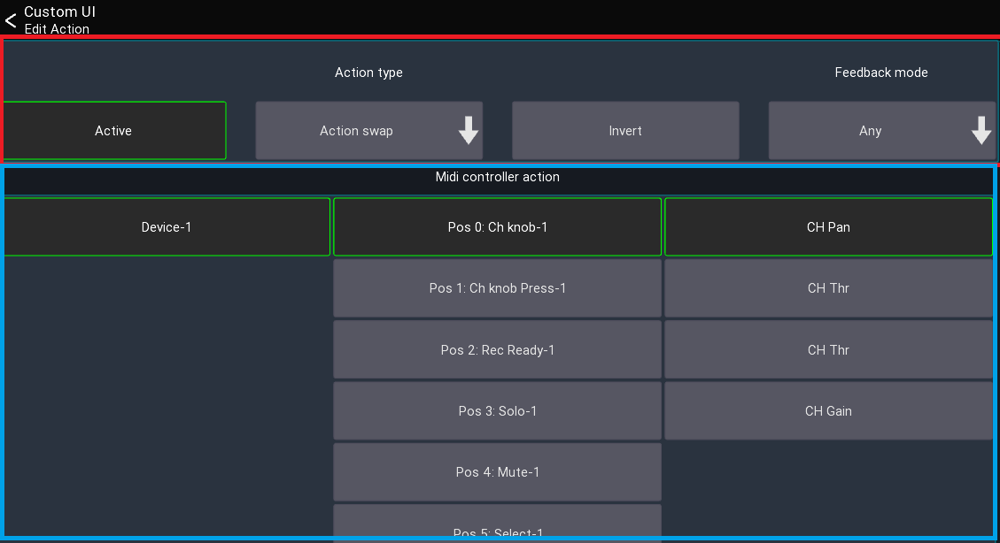 Custom UI
Edit Action
Action type
Feedback mode
Active
Action swap
Invert
Any
Midi controller action
Device-1
Pos 0: Ch knob-1
CH Pan
Pos 1: Ch knob Press-1
CH Thr
Pos 2: Rec Ready-1
CH Thr
Pos 3: Solo-1
CH Gain
Pos 4: Mute-1
Pos 5: Select-1